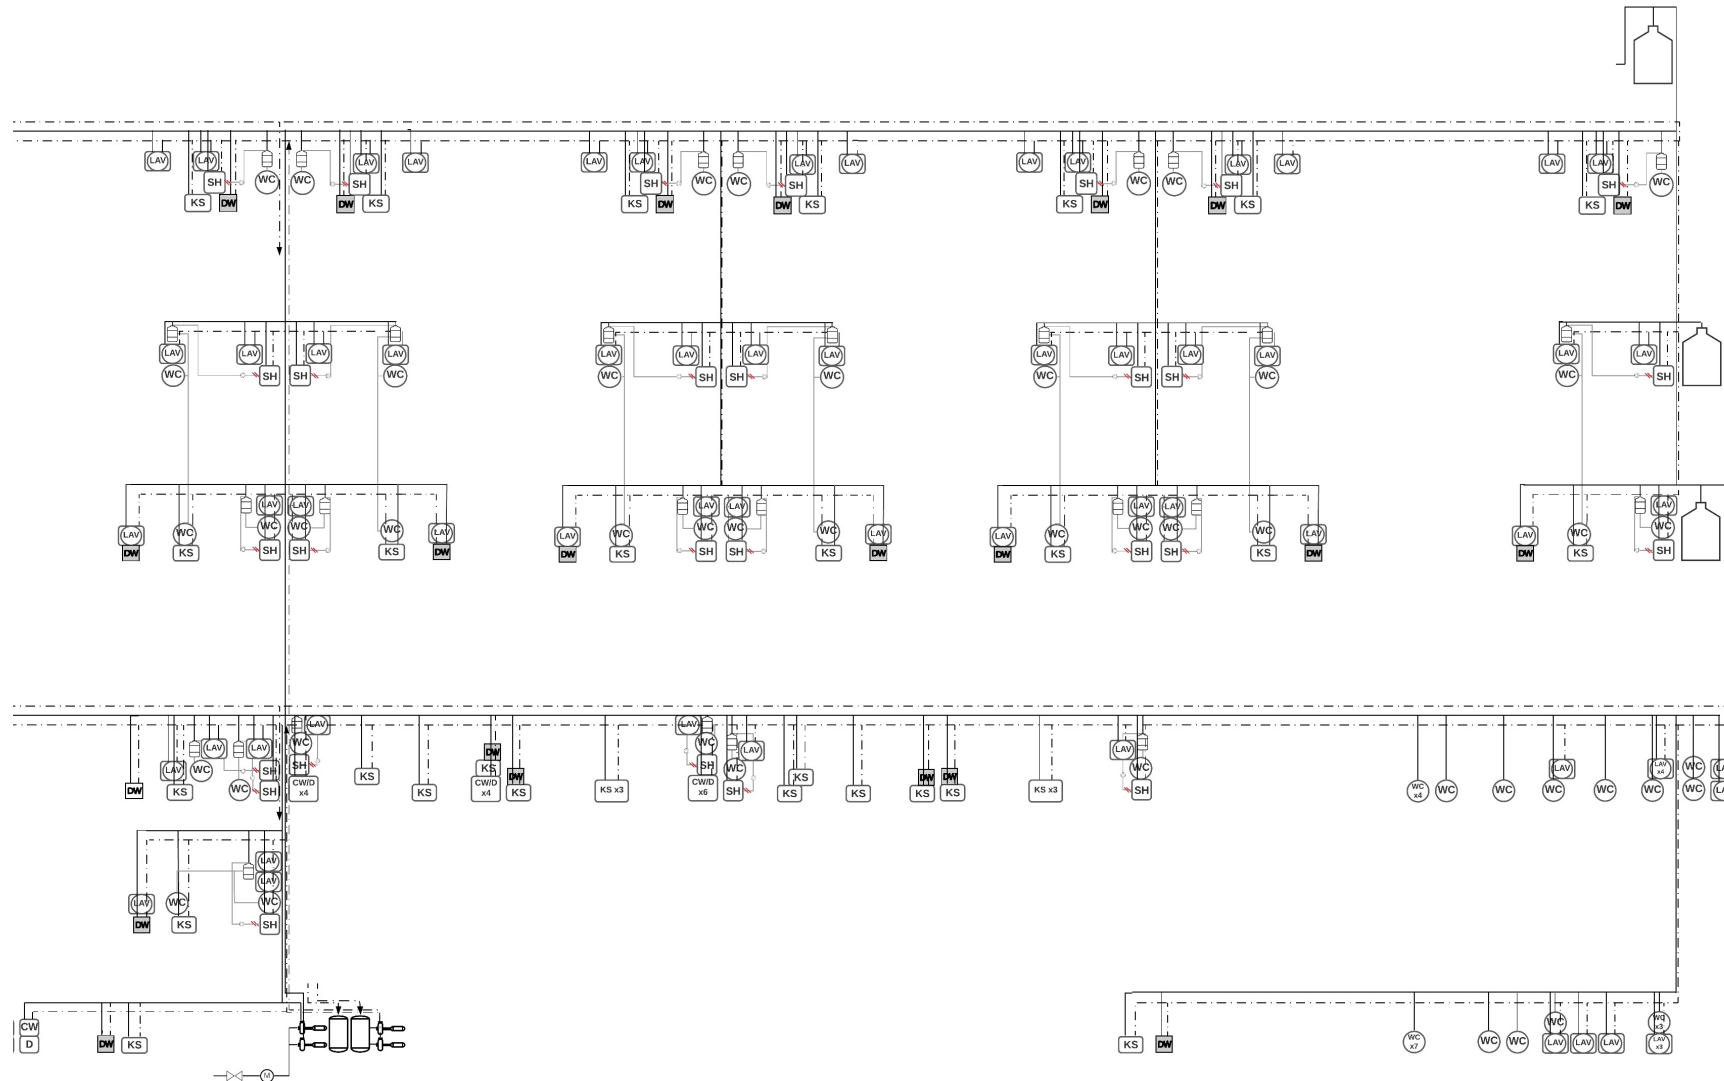 LAV LAV WC WC LAV LAV LAV LAV WC WC LAV LAV LAV LAV WC WC LAV LAV LAV LAV WC
SH SH SH SH SH SH SH
KS DW DW KS KS DW DW KS KS DW DW KS KS DW
LAV LAV LAV LAV LAV LAV LAV LAV LAV LAV LAV LAV LAV LAV
WC SH SH WC WC SH SH WC WC SH SH WC WC SH
LAV LAV LAV LAV LAV LAV LAV LAV LAV
LAV WC WC WC WC LAV LAV WC WC WC WC LAV LAV WC WC WC WC LAV LAV WC WC
DW KS SH SH KS DW DW KS SH SH KS DW DW KS SH SH KS DW DW KS SH
LAV LAV
LAV LAV WC DW WC LAV LAV
LAV WC SH SH KS KS SH WC KS WC LAV LAV x4 WC
DW KS WC SH CW/D x4 KS CW/D x4 DW KS KS x3 CW/D x6 SH KS KS DW KS DW KS KS x3 SH WC x4 WC WC WC WC WC WC LA
LAV
LAV
LAV WC
DW KS SH
CW WC WC x3
D DW KS KS DW WC x7 WC WC LAV LAV LAV LAV x3
M